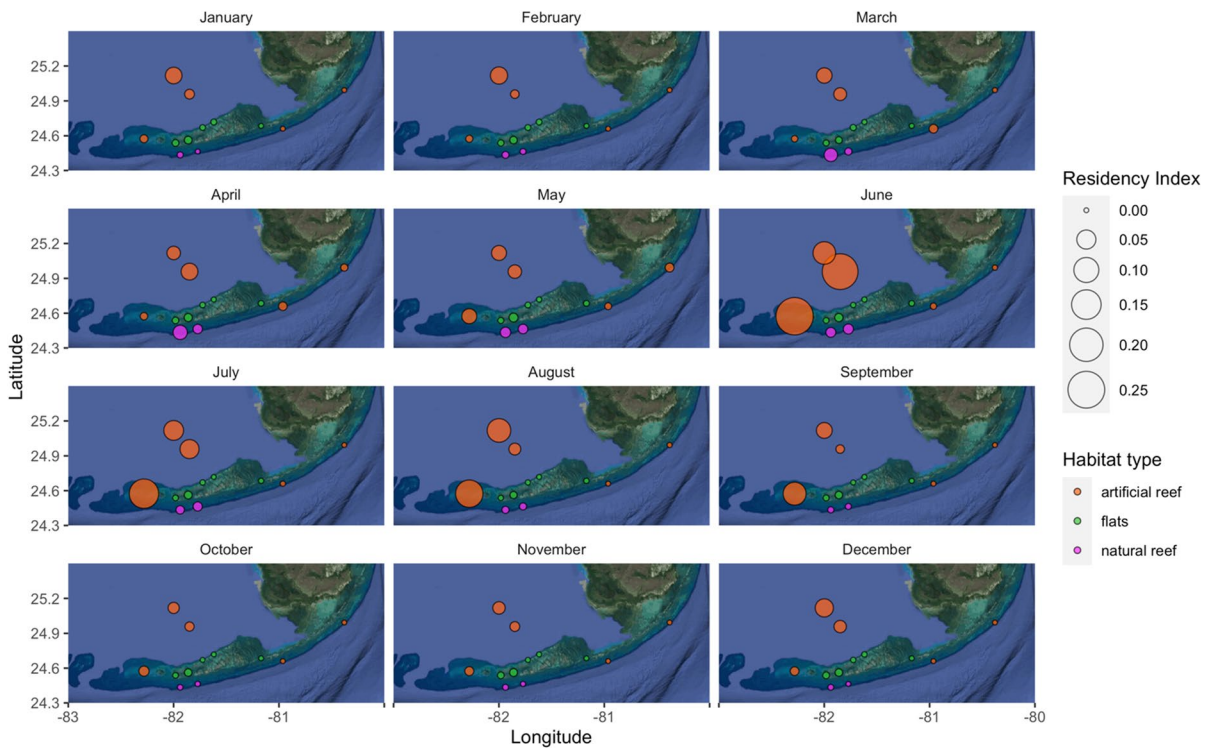 January February March
25.2
24.9
24.6
24.3
April May June
25.2
24.9
24.6
24.3
July August September
25.2
24.9
24.6
24.3
October November December
25.2
24.9
24.6
24.3
-83 -82 -81 -82 -81 -82 -81 -80
Longitude
Latitude
Residency Index
0.00
0.05
0.10
0.15
0.20
0.25
Habitat type
artificial reef
flats
natural reef